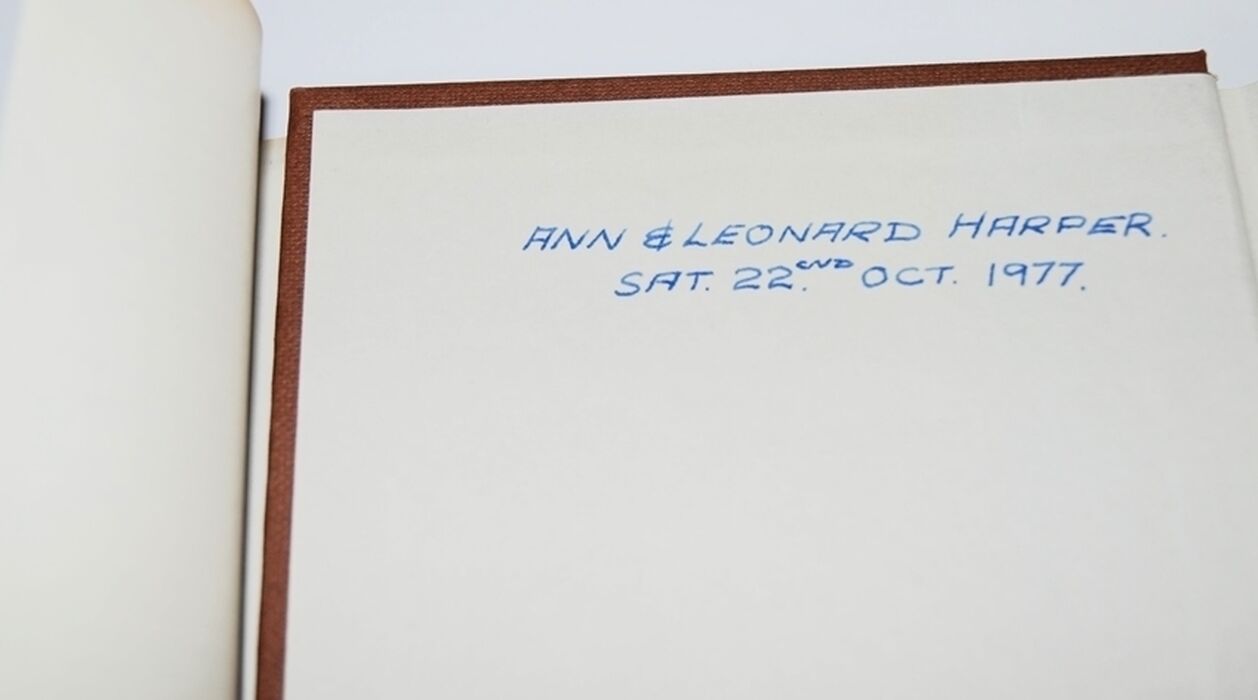 ANN & LEONARD HARPER.
SAT. 22.ND OCT. 1977.